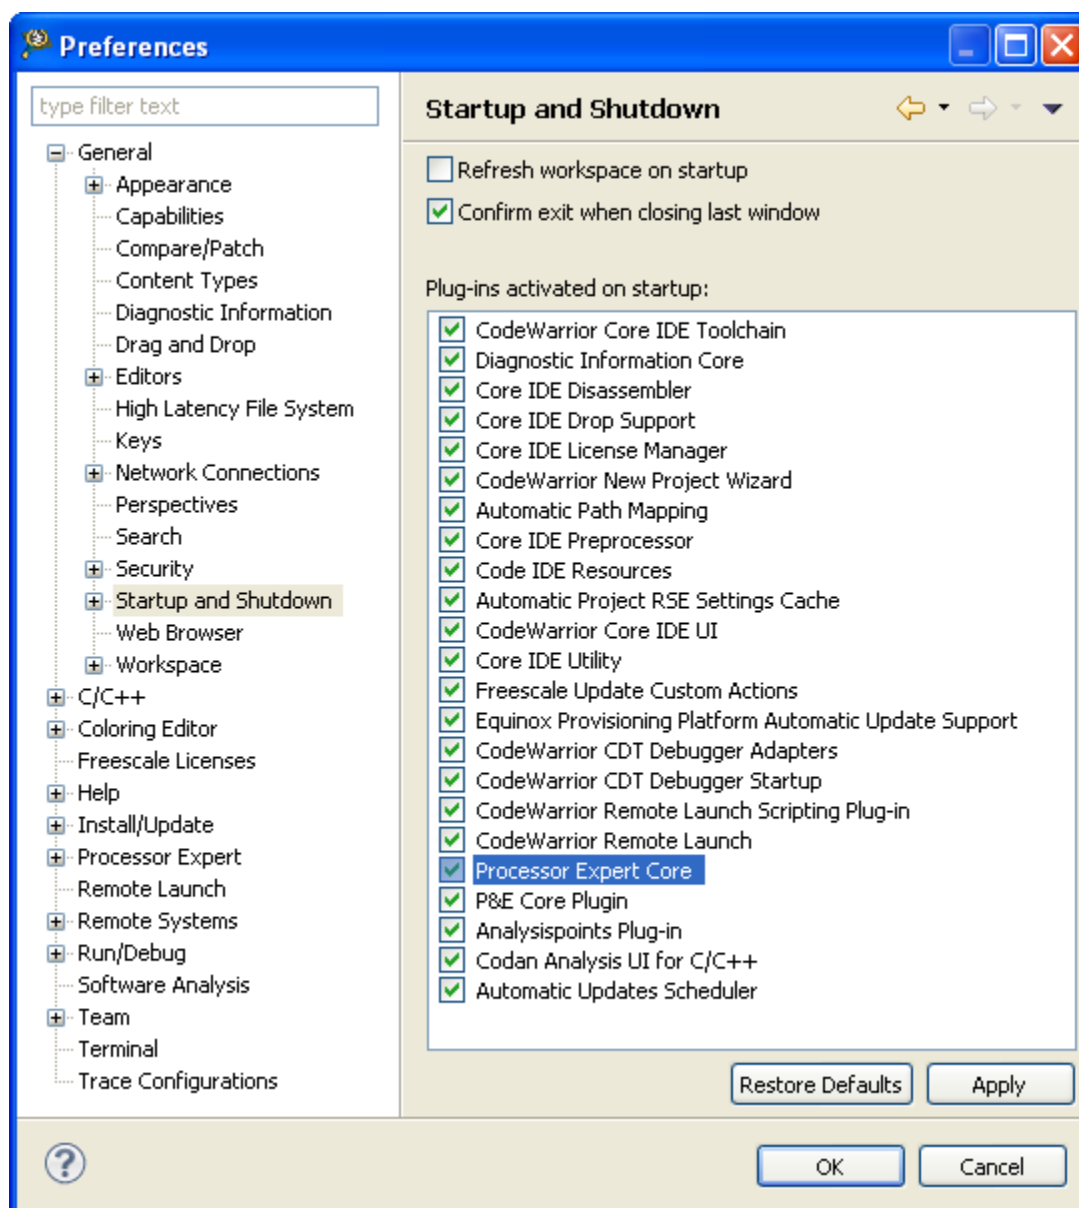 Preferences
type filter text
General
Appearance
Capabilities
Compare/Patch
Content Types
Diagnostic Information
Drag and Drop
Editors
High Latency File System
Keys
Network Connections
Perspectives
Search
Security
Startup and Shutdown
Web Browser
Workspace
C/C++
Coloring Editor
Freescale Licenses
Help
Install/Update
Processor Expert
Remote Launch
Remote Systems
Run/Debug
Software Analysis
Team
Terminal
Trace Configurations
Startup and Shutdown
Refresh workspace on startup
Confirm exit when closing last window
Plug-ins activated on startup:
CodeWarrior Core IDE Toolchain
Diagnostic Information Core
Core IDE Disassembler
Core IDE Drop Support
Core IDE License Manager
CodeWarrior New Project Wizard
Automatic Path Mapping
Core IDE Preprocessor
Code IDE Resources
Automatic Project RSE Settings Cache
CodeWarrior Core IDE UI
Core IDE Utility
Freescale Update Custom Actions
Equinox Provisioning Platform Automatic Update Support
CodeWarrior CDT Debugger Adapters
CodeWarrior CDT Debugger Startup
CodeWarrior Remote Launch Scripting Plug-in
CodeWarrior Remote Launch
Processor Expert Core
P&E Core Plugin
Analysispoints Plug-in
Codan Analysis UI for C/C++
Automatic Updates Scheduler
Restore Defaults Apply
? OK Cancel